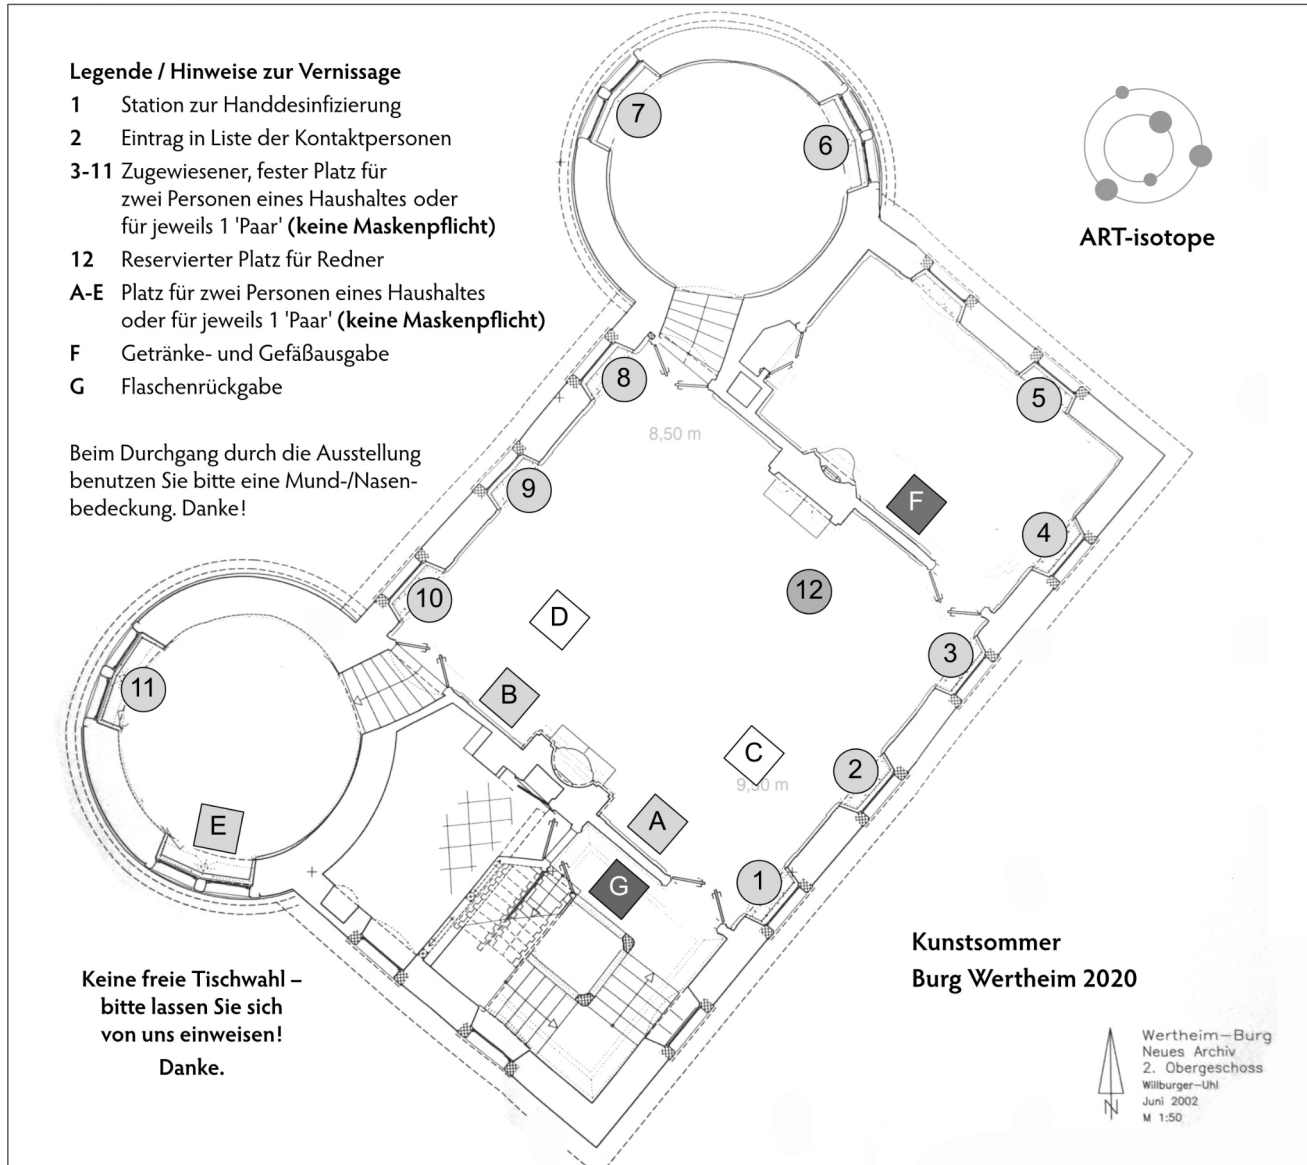 Legende / Hinweise zur Vernissage
1 Station zur Handdesinfizierung
2 Eintrag in Liste der Kontaktpersonen
3-11 Zugewiesener, fester Platz für
zwei Personen eines Haushaltes oder
für jeweils 1 'Paar' (keine Maskenpflicht)
12 Reservierter Platz für Redner
A-E Platz für zwei Personen eines Haushaltes
oder für jeweils 1 'Paar' (keine Maskenpflicht)
F Getränke- und Gefäßausgabe
G Flaschenrückgabe
Beim Durchgang durch die Ausstellung
benutzen Sie bitte eine Mund-/Nasen-
bedeckung. Danke!
ART-isotope
7
6
8
5
8,50 m
9
F
4
10
12
D
3
11
B
C
2
9,50 m
E
A
1
G
Keine freie Tischwahl –
bitte lassen Sie sich
von uns einweisen!
Danke.
Kunstsommer
Burg Wertheim 2020
Wertheim-Burg
Neues Archiv
2. Obergeschoss
Willburger-Uhl
Juni 2002
M 1:50
N